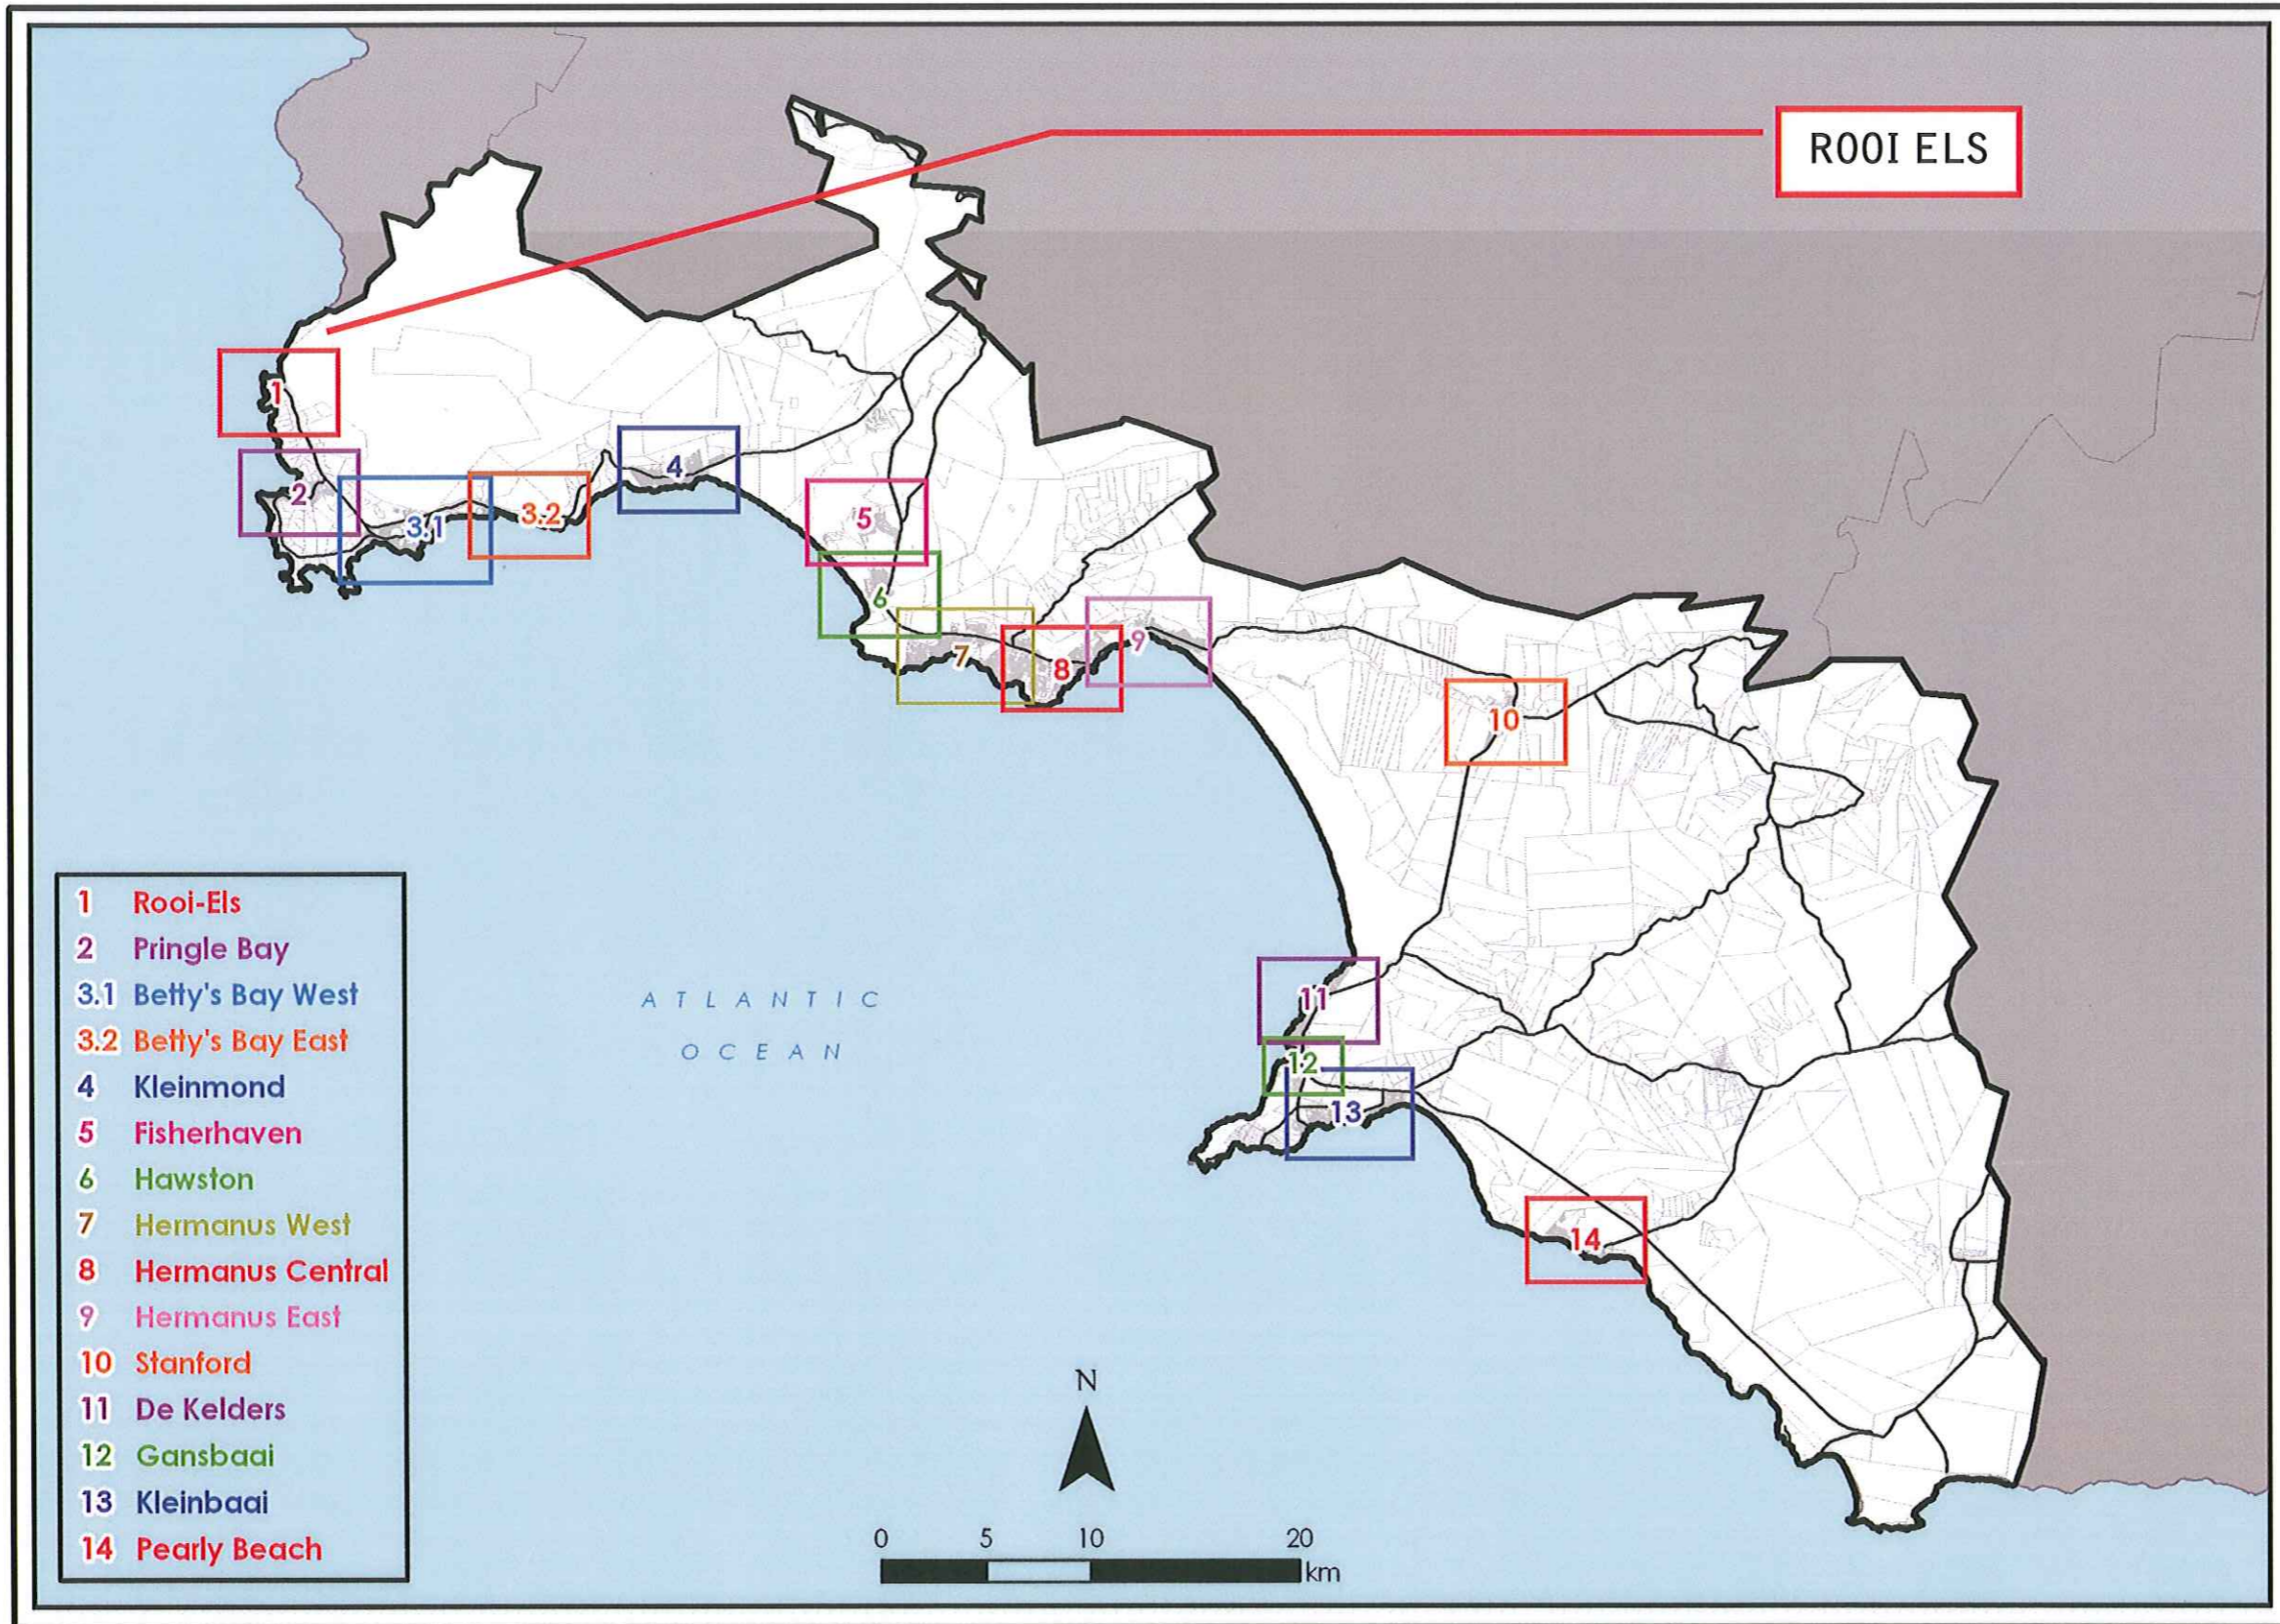 ROOI ELS
1
2
3.1
3.2
4
5
6
7
8
9
10
11
12
13
14
1 Rooi-Els
2 Pringle Bay
3.1 Betty's Bay West
3.2 Betty's Bay East
4 Kleinmond
5 Fisherhaven
6 Hawston
7 Hermanus West
8 Hermanus Central
9 Hermanus East
10 Stanford
11 De Kelders
12 Gansbaai
13 Kleinbaai
14 Pearly Beach
ATLANTIC
OCEAN
N
0 5 10 20
km